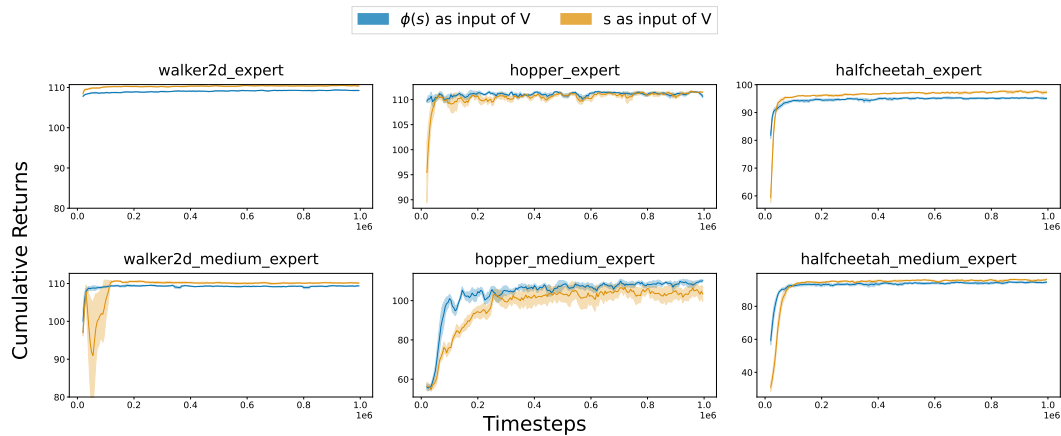 ϕ(s) as input of V s as input of V
walker2d_expert hopper_expert halfcheetah_expert
110 110 100
100 105 90
90 100 80
80 95 70
90 60
0.0 0.2 0.4 0.6 0.8 1.0 0.0 0.2 0.4 0.6 0.8 1.0 0.0 0.2 0.4 0.6 0.8 1.0
1e6 1e6 1e6
Cumulative Returns
walker2d_medium_expert hopper_medium_expert halfcheetah_medium_expert
110 100 80
100 80 60
90 60 40
80
0.0 0.2 0.4 0.6 0.8 1.0 0.0 0.2 0.4 0.6 0.8 1.0 0.0 0.2 0.4 0.6 0.8 1.0
1e6 1e6 1e6
Timesteps